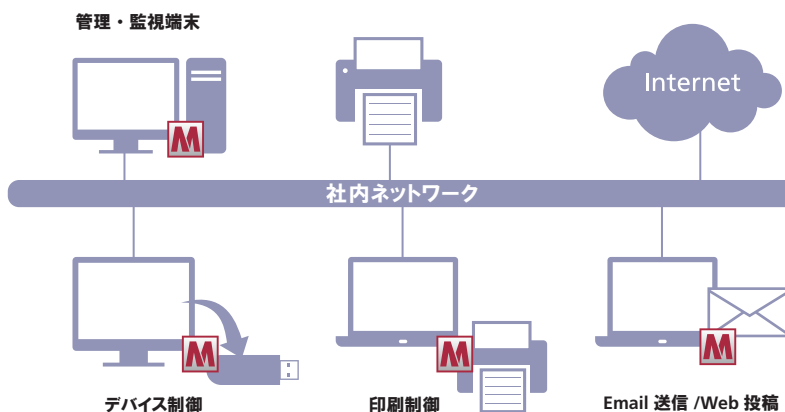 管理・監視端末
Internet
社内ネットワーク
デバイス制御
印刷制御
Email 送信 /Web 投稿